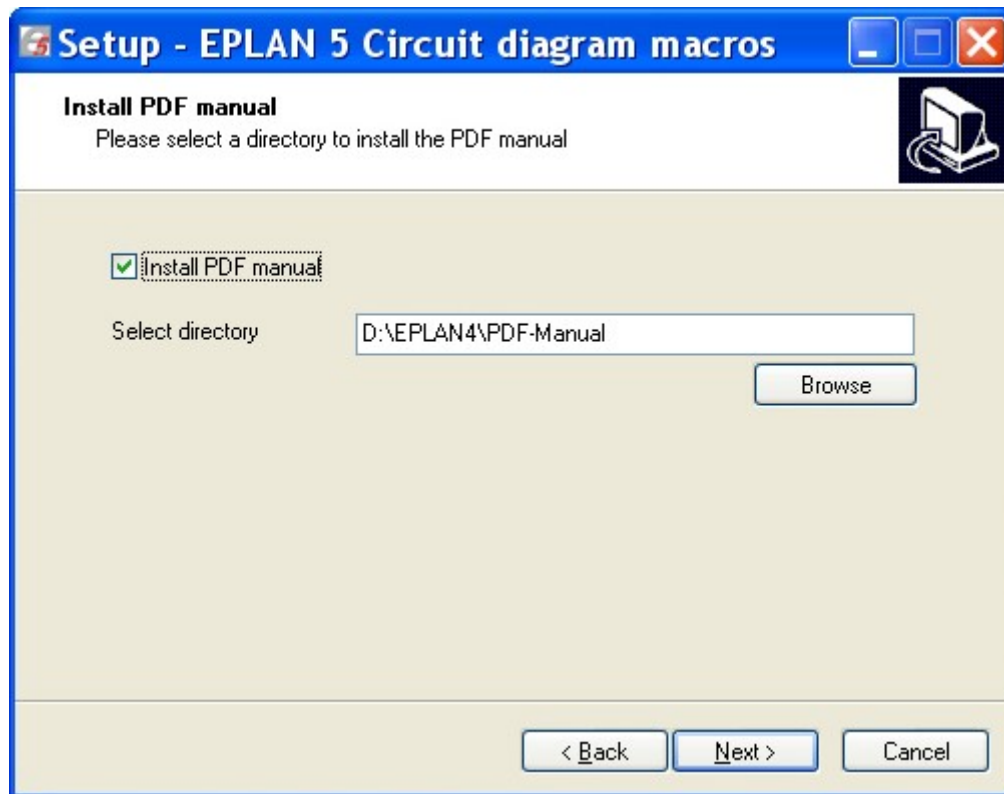 Setup - EPLAN 5 Circuit diagram macros
Install PDF manual
Please select a directory to install the PDF manual
Install PDF manual
Select directory D:\EPLAN4\PDF-Manual
Browse
< Back Next > Cancel